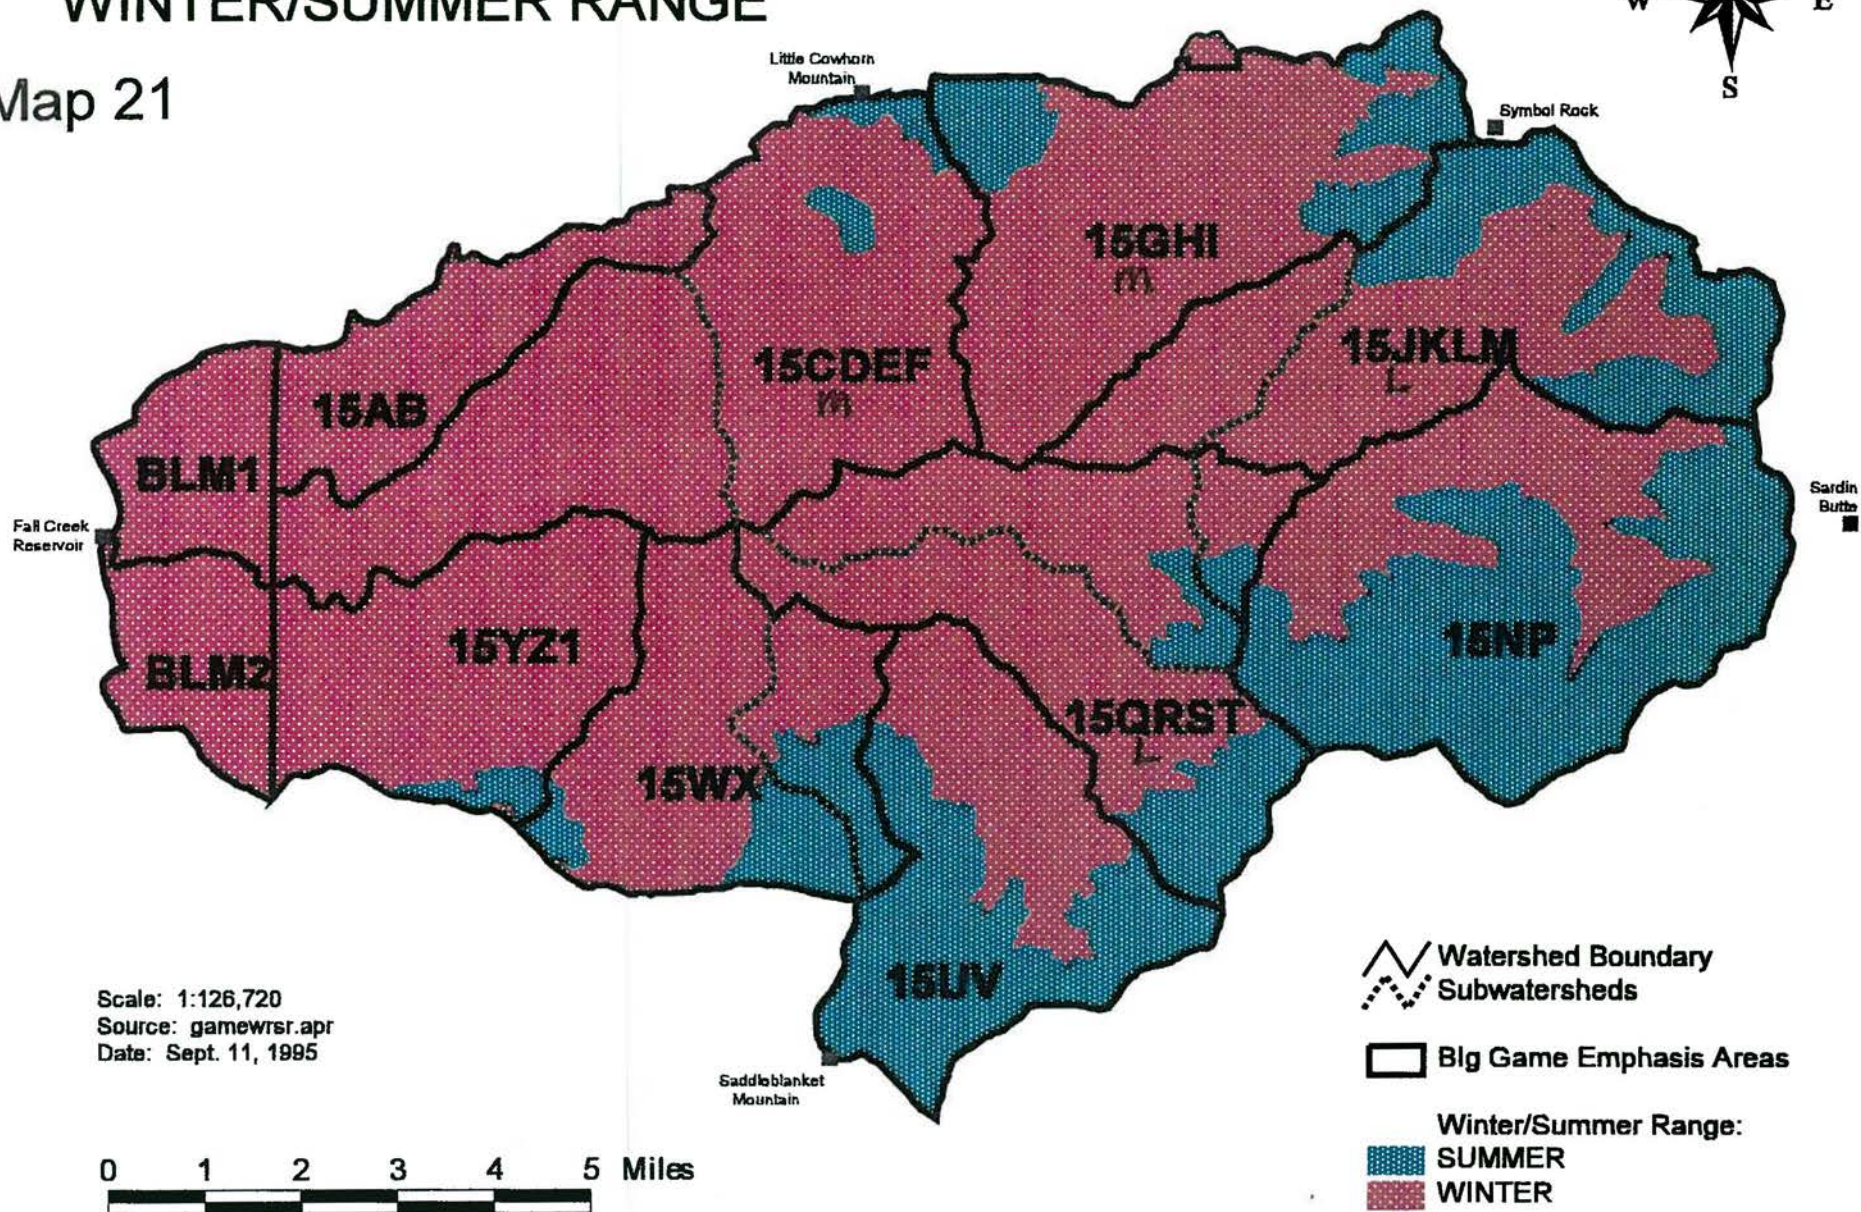 WINTER/SUMMER RANGE
W
E
S
Map 21
Little Cowhorn
Mountain
Symbol Rock
15GHI
m
15JKLM
L
15CDEF
m
15AB
BLM1
Fall Creek
Reservoir
Sardin
Butte
15YZ1
BLM2
15NP
15QRST
L
15WX
15UV
Saddleblanket
Mountain
Scale: 1:126,720
Source: gamewrsr.apr
Date: Sept. 11, 1995
0 1 2 3 4 5 Miles
Watershed Boundary
Subwatersheds
Big Game Emphasis Areas
Winter/Summer Range:
SUMMER
WINTER